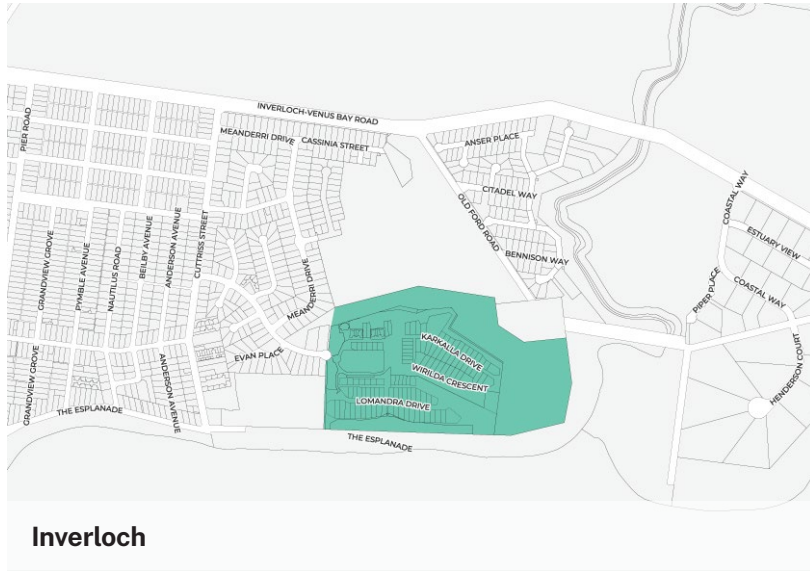 INVERLOCH-VENUS BAY ROAD
PIER ROAD
MEANDERRI DRIVE
CASSINIA STREET
ANSER PLACE
CITADEL WAY
OLD FORD ROAD
BENNISON WAY
COASTAL WAY
ESTUARY VIEW
COASTAL WAY
PIPER PLACE
HENDERSON COURT
GRANDVIEW GROVE
PYMBLE AVENUE
NAUTILUS ROAD
BEILBY AVENUE
ANDERSON AVENUE
CUTTRISS STREET
MEANDERRI DRIVE
MEANDERRI DRIVE
EVAN PLACE
KARKALLA DRIVE
WIRILDA CRESCENT
LOMANDRA DRIVE
GRANDVIEW GROVE
ANDERSON AVENUE
THE ESPLANADE
THE ESPLANADE
Inverloch